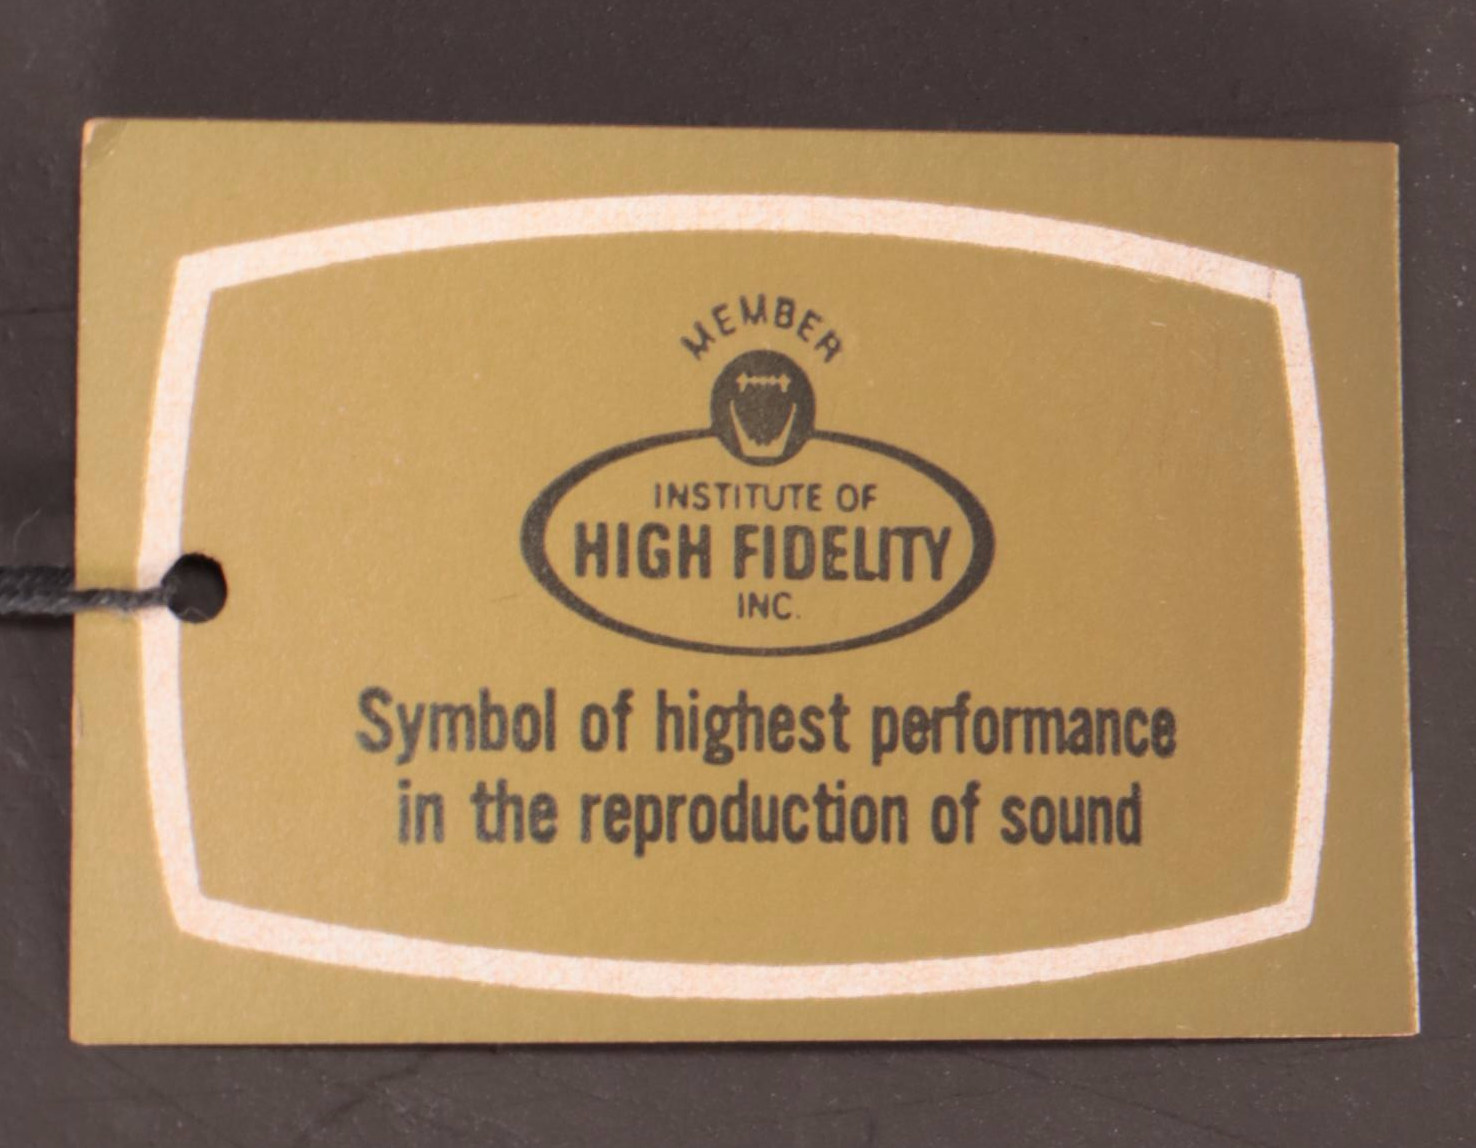 MEMBER
INSTITUTE OF
HIGH FIDELITY
INC.
Symbol of highest performance
in the reproduction of sound